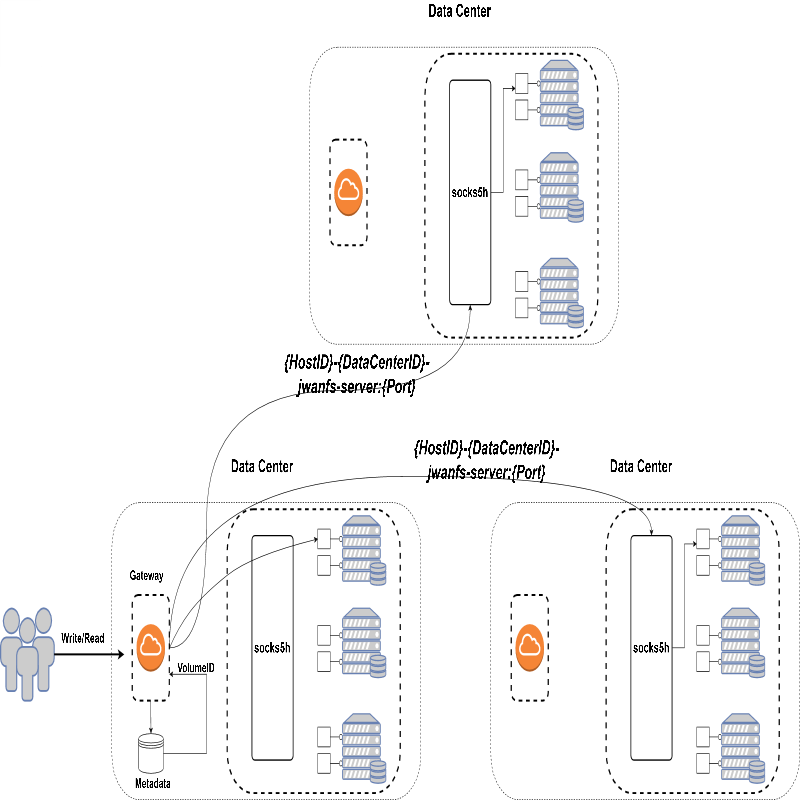 Data Center
socks5h
{HostID}-{DataCenterID}-
jwanfs-server:{Port}
{HostID}-{DataCenterID}-
jwanfs-server:{Port}
Data Center
Data Center
Gateway
Write/Read
socks5h
VolumeID
Metadata
socks5h